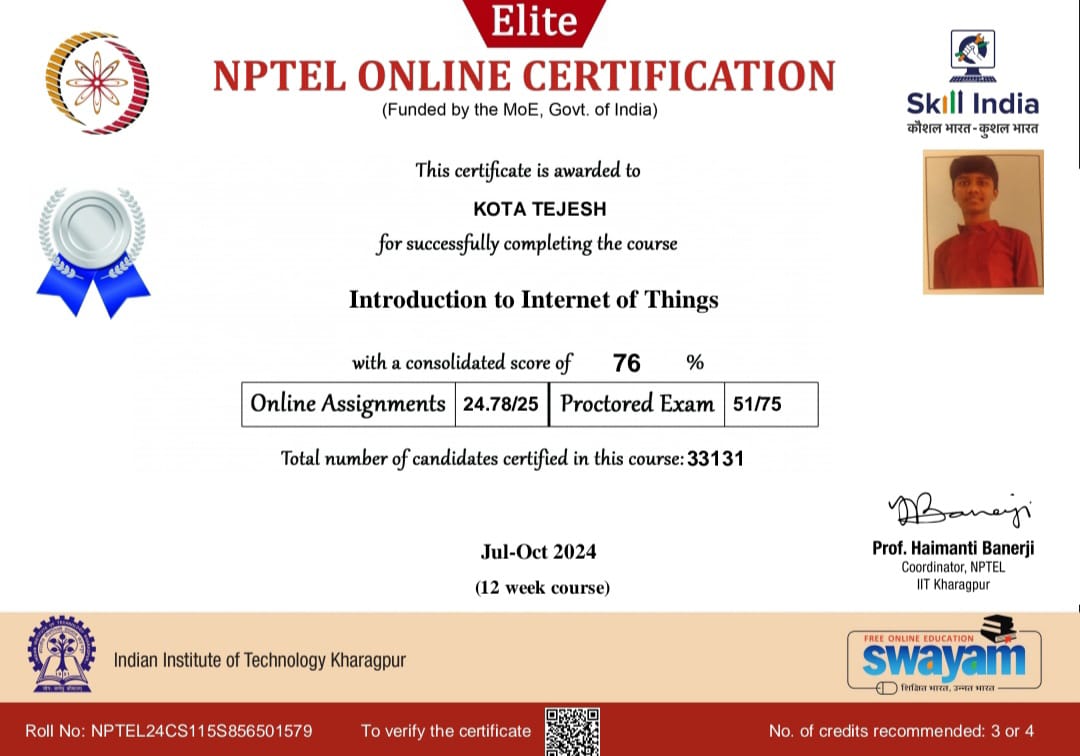 Elite
NPTEL ONLINE CERTIFICATION
(Funded by the MoE, Govt. of India)
Skill India
कौशल भारत - कुशल भारत
This certificate is awarded to
KOTA TEJESH
for successfully completing the course
Introduction to Internet of Things
with a consolidated score of 76 %
Online Assignments 24.78/25 Proctored Exam 51/75
Total number of candidates certified in this course: 33131
Jul-Oct 2024
(12 week course)
Banerji
Prof. Haimanti Banerji
Coordinator, NPTEL
IIT Kharagpur
Indian Institute of Technology Kharagpur
FREE ONLINE EDUCATION
swayam
शिक्षित भारत, उन्नत भारत
Roll No: NPTEL24CS115S856501579 To verify the certificate No. of credits recommended: 3 or 4